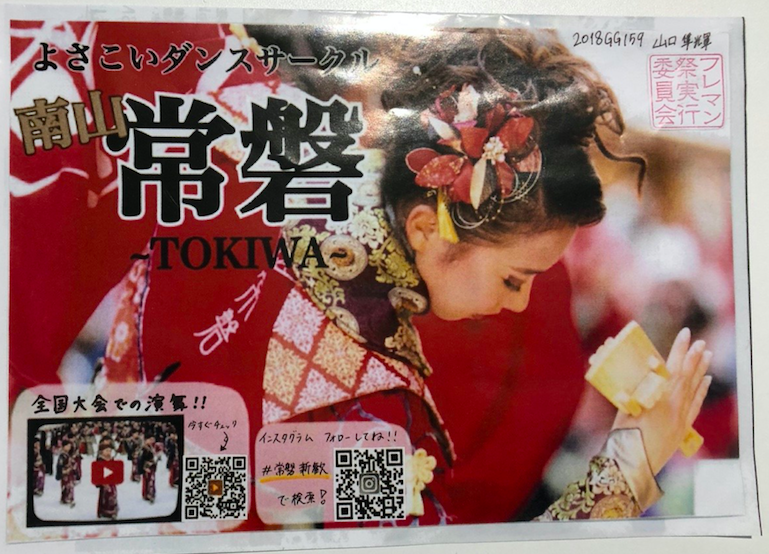 よさこいダンスサークル
2018GG159 山口 隼輝
フレマン
祭実行
委員会
南山
常磐
~TOKIWA~
全国大会での演舞!!
今すぐチェック
インスタグラム フォローしてね!!
#常磐新歓
で検索!